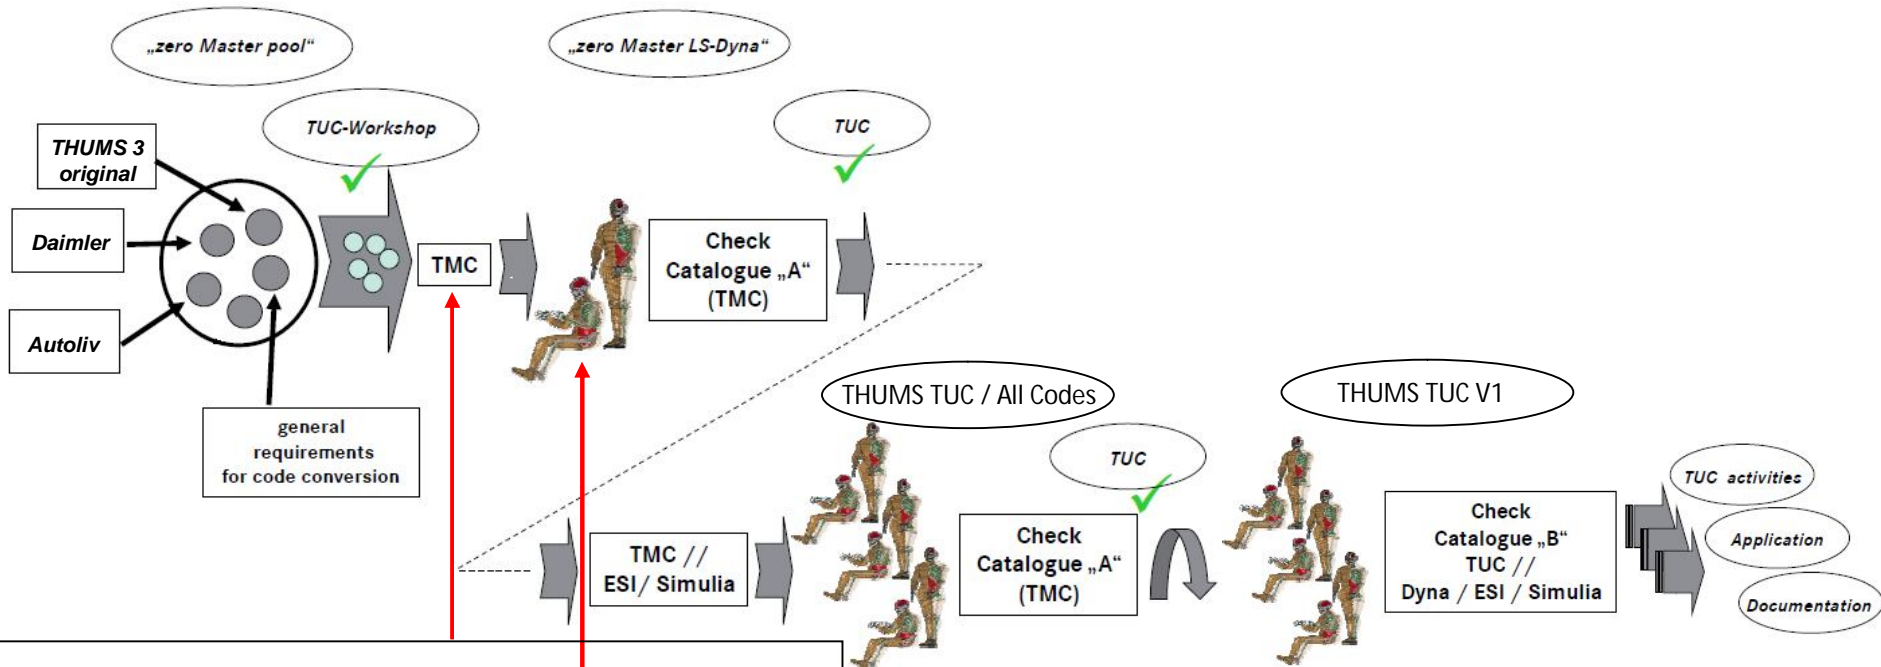 „zero Master pool“
„zero Master LS-Dyna“
TUC-Workshop
TUC
THUMS 3
original
Daimler
Autoliv
TMC
Check
Catalogue „A“
(TMC)
general
requirements
for code conversion
THUMS TUC / All Codes
THUMS TUC V1
TUC
TMC //
ESI/ Simulia
Check
Catalogue „A“
(TMC)
Check
Catalogue „B“
TUC //
Dyna / ESI / Simulia
TUC activities
Application
Documentation